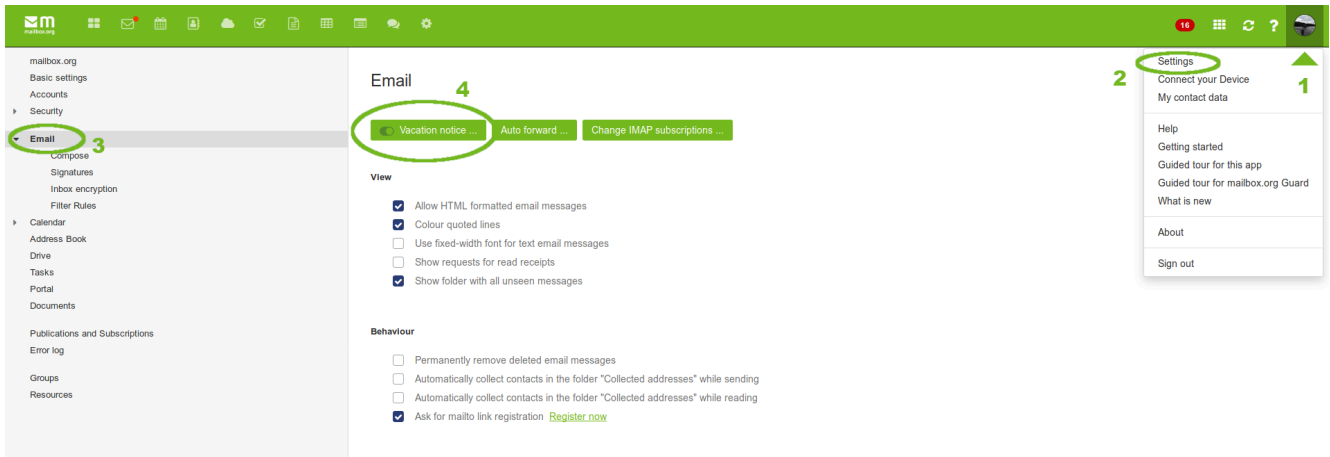 mailbox.org
16
?
mailbox.org
Basic settings
Accounts
Security
Email
3
Compose
Signatures
Inbox encryption
Filter Rules
Calendar
Address Book
Drive
Tasks
Portal
Documents
Publications and Subscriptions
Error log
Groups
Resources
Email
4
Vacation notice ...
Auto forward ...
Change IMAP subscriptions ...
View
Allow HTML formatted email messages
Colour quoted lines
Use fixed-width font for text email messages
Show requests for read receipts
Show folder with all unseen messages
Behaviour
Permanently remove deleted email messages
Automatically collect contacts in the folder "Collected addresses" while sending
Automatically collect contacts in the folder "Collected addresses" while reading
Ask for mailto link registration Register now
2
1
Settings
Connect your Device
My contact data
Help
Getting started
Guided tour for this app
Guided tour for mailbox.org Guard
What is new
About
Sign out